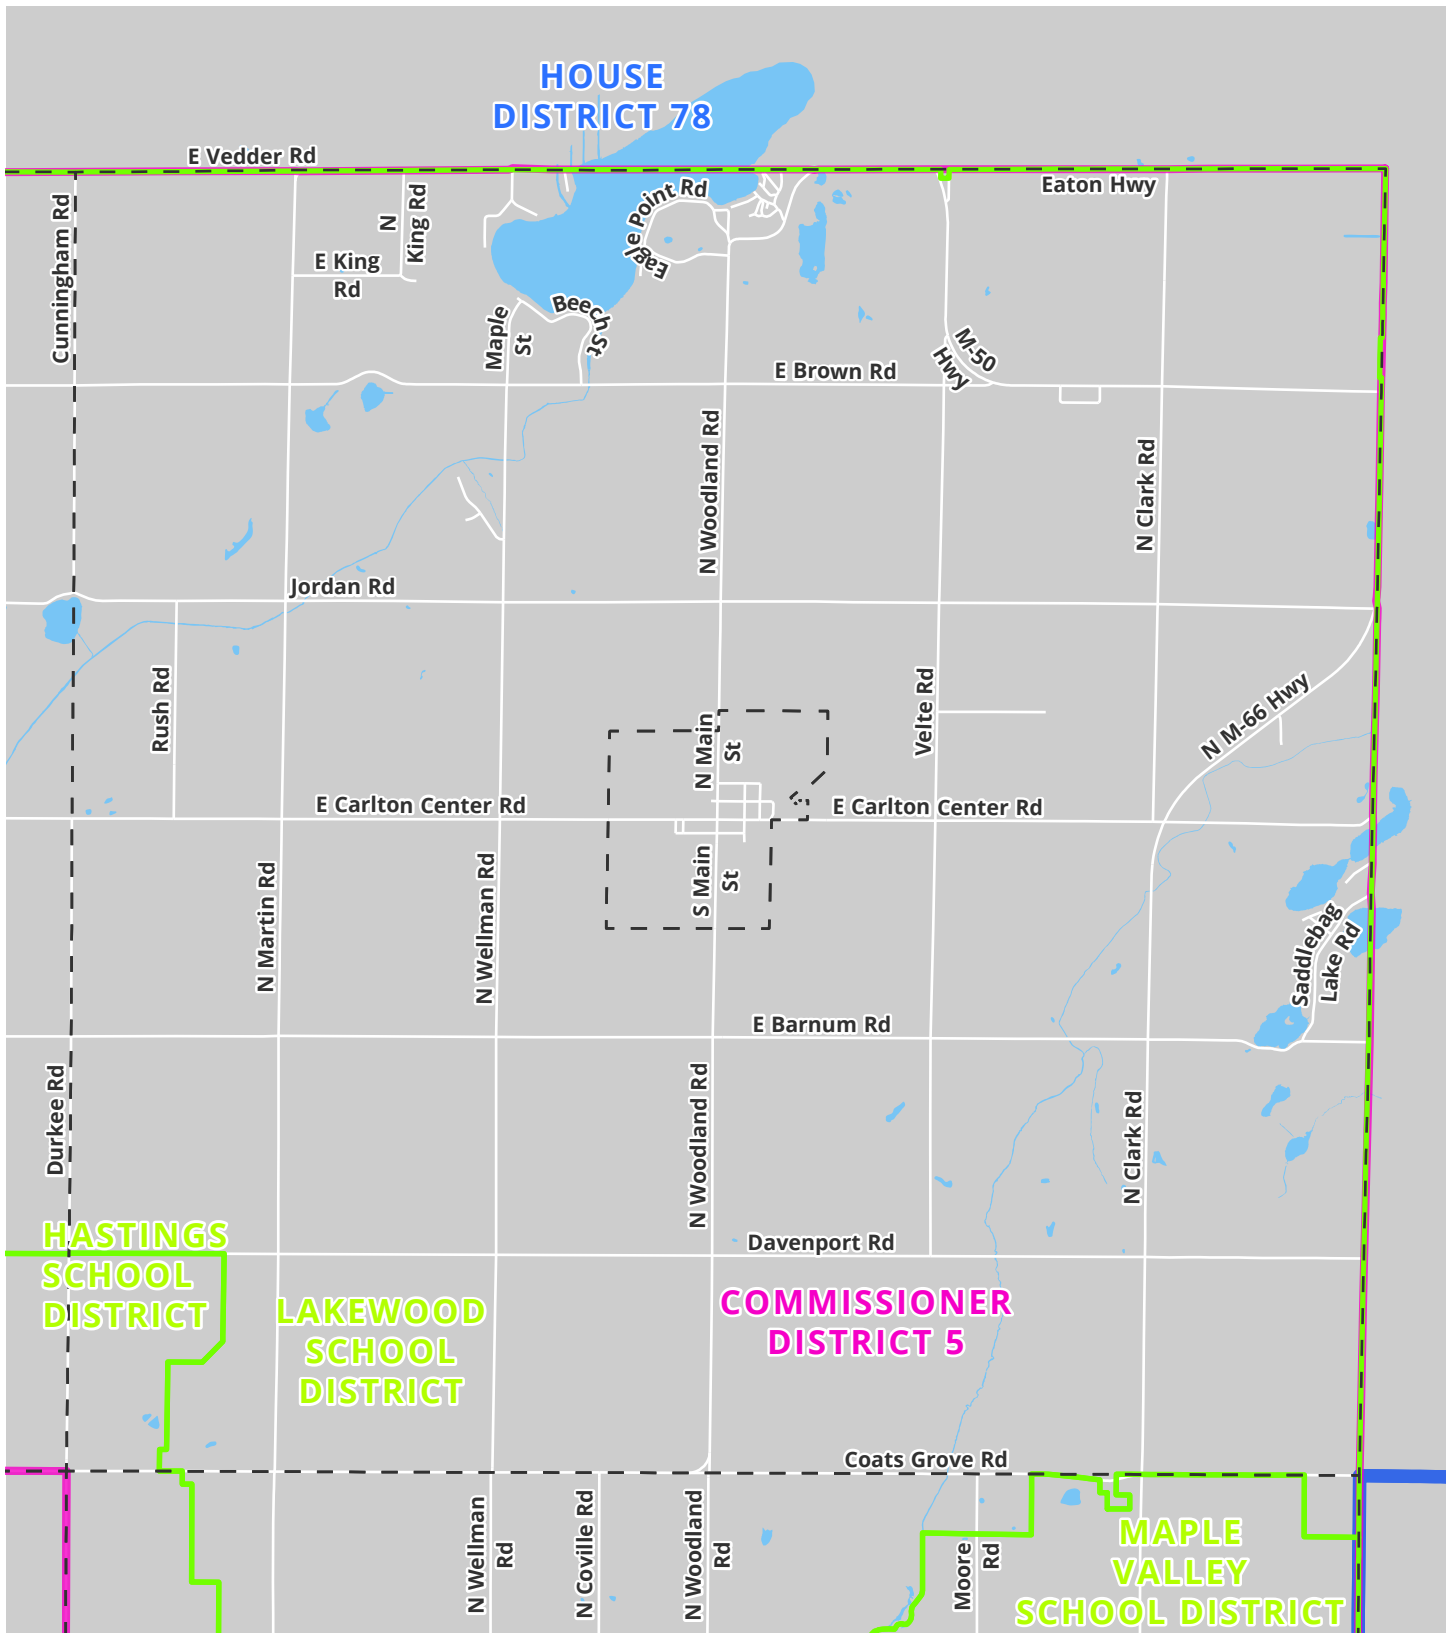 HOUSE
DISTRICT 78
E Vedder Rd
Eaton Hwy
Cunningham Rd
N
King Rd
E King
Rd
Eagle Point Rd
Maple
St
Beech St
E Brown Rd
M-50
Hwy
N Woodland Rd
N Clark Rd
Jordan Rd
Rush Rd
N Main
St
Velte Rd
N M-66 Hwy
E Carlton Center Rd
E Carlton Center Rd
N Martin Rd
N Wellman Rd
S Main
St
Saddlebag
Lake Rd
E Barnum Rd
Durkee Rd
N Woodland Rd
N Clark Rd
Davenport Rd
HASTINGS
SCHOOL
DISTRICT
LAKEWOOD
SCHOOL
DISTRICT
COMMISSIONER
DISTRICT 5
Coats Grove Rd
N Wellman
Rd
N Coville Rd
N Woodland
Rd
Moore
Rd
MAPLE
VALLEY
SCHOOL DISTRICT